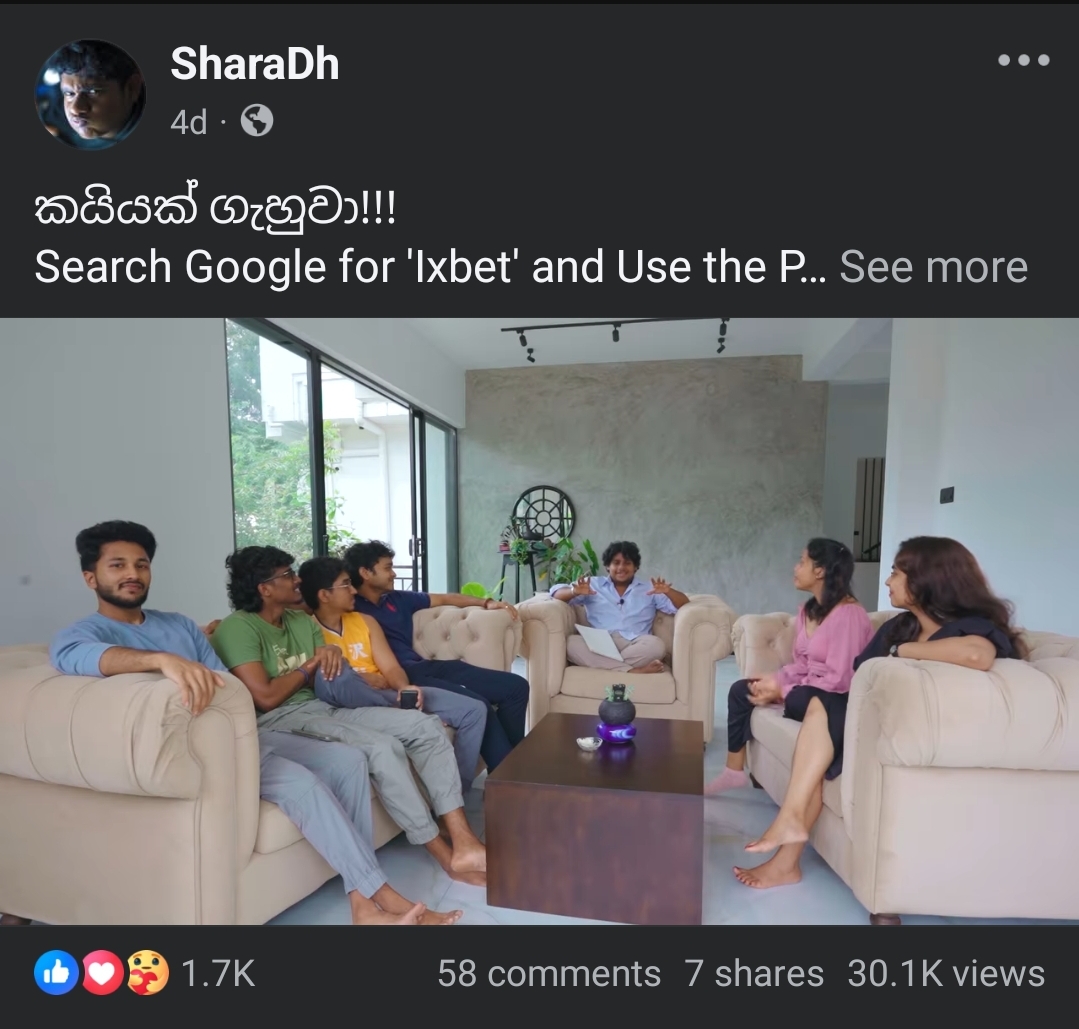 SharaDh
4d ·
කයියක් ගැහුවා!!!
Search Google for 'Ixbet' and Use the P... See more
1.7K
58 comments 7 shares 30.1K views